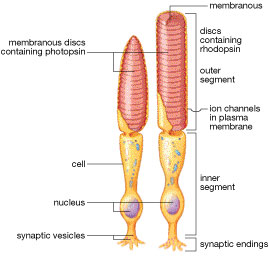 membranous
membranous discs
containing photopsin
discs
containing
rhodopsin
outer
segment
ion channels
in plasma
membrane
cell
inner
segment
nucleus
synaptic vesicles
synaptic endings